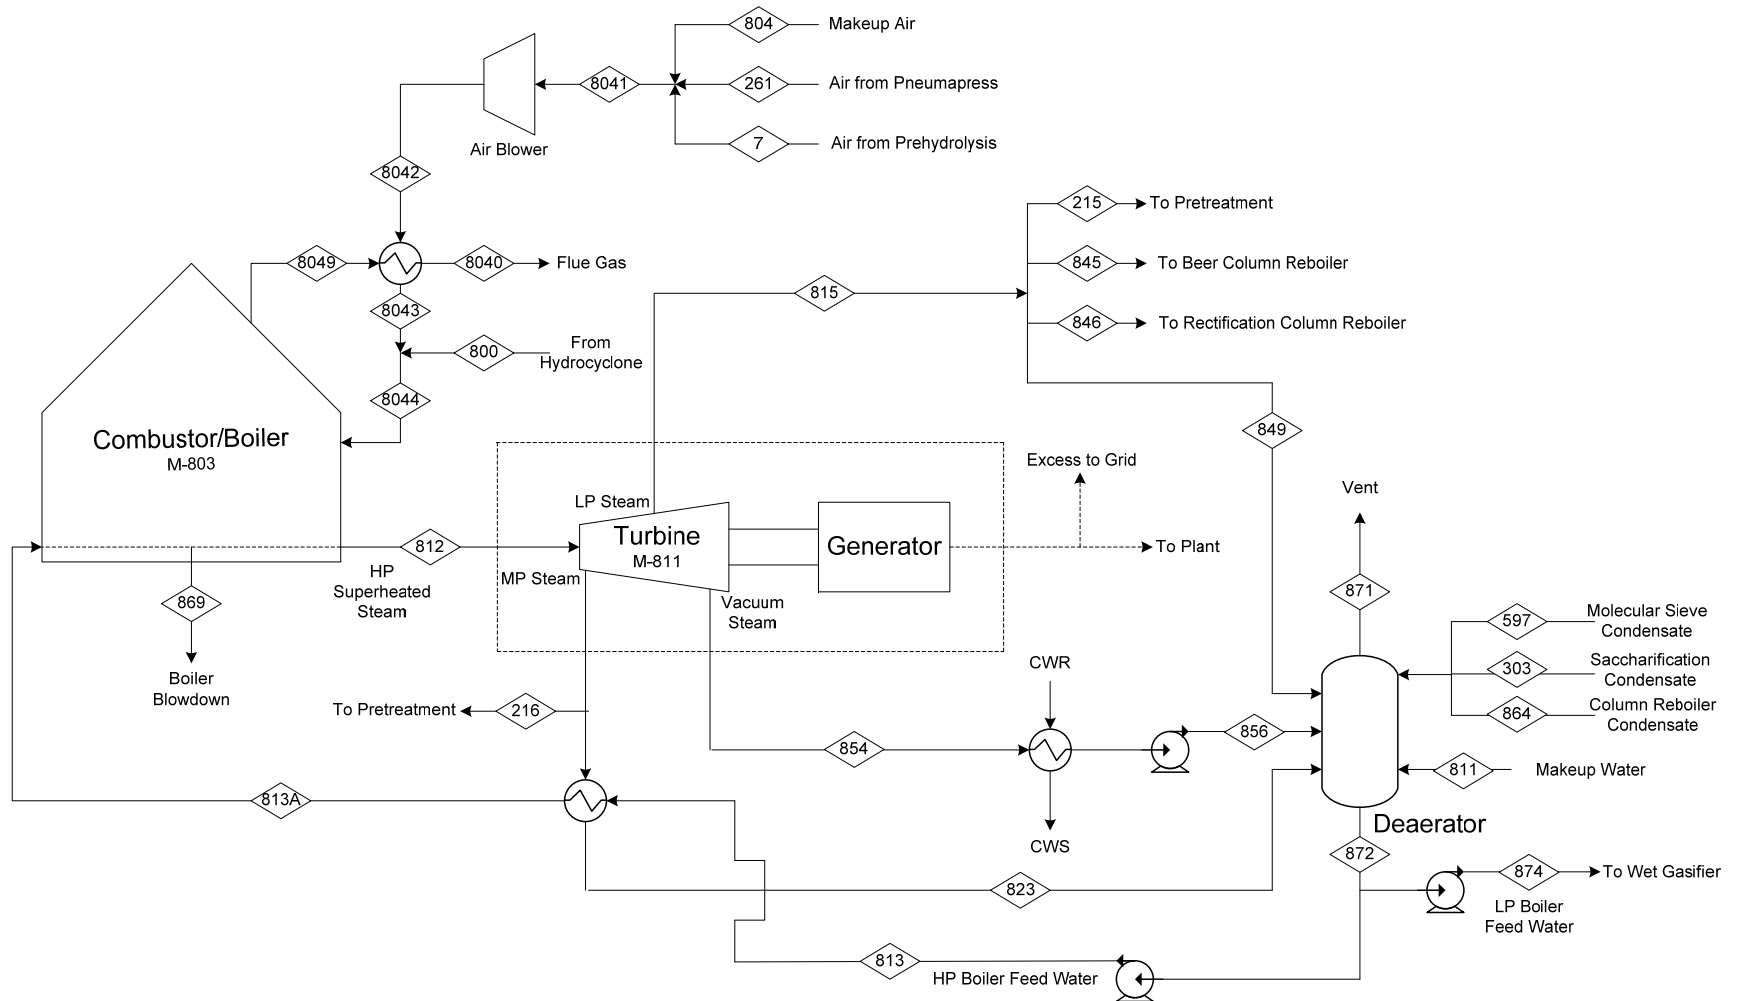 804
Makeup Air
8041
261
Air from Pneumapress
7
Air from Prehydrolysis
Air Blower
8042
215
To Pretreatment
8049
8040
Flue Gas
845
To Beer Column Reboiler
815
8043
846
To Rectification Column Reboiler
800
From
Hydrocyclone
8044
849
Combustor/Boiler
M-803
Excess to Grid
Vent
LP Steam
Turbine
M-811
Generator
To Plant
812
HP
Superheated
Steam
MP Steam
Vacuum
Steam
869
Boiler
Blowdown
871
597
Molecular Sieve
Condensate
303
Saccharification
Condensate
864
Column Reboiler
Condensate
CWR
To Pretreatment
216
854
856
811
Makeup Water
813A
CWS
Deaerator
872
874
To Wet Gasifier
823
LP Boiler
Feed Water
813
HP Boiler Feed Water